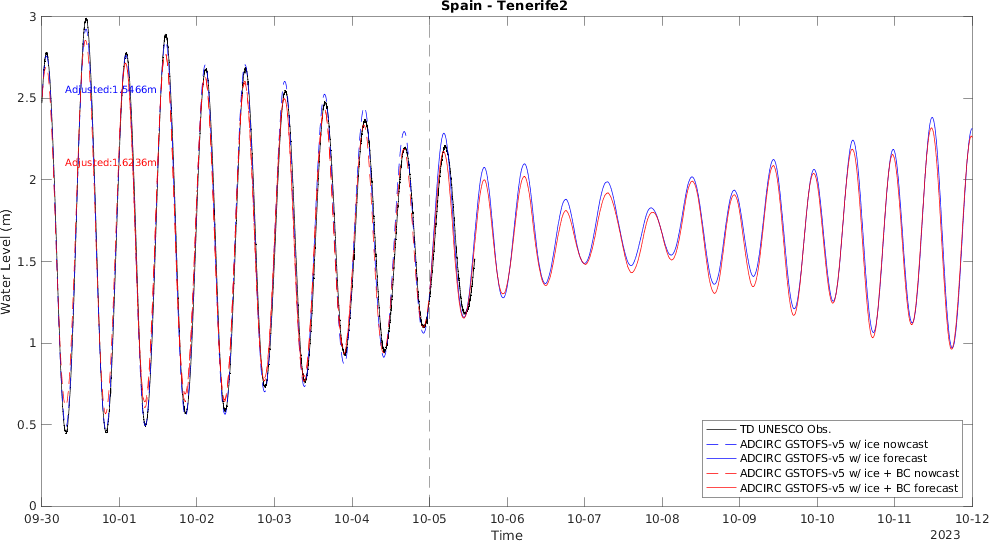 Spain - Tenerife2
3
2.5
2
1.5
1
0.5
0
Water Level (m)
Adjusted:1.5466m
Adjusted:1.6236m
TD UNESCO Obs.
ADCIRC GSTOFS-v5 w/ ice nowcast
ADCIRC GSTOFS-v5 w/ ice forecast
ADCIRC GSTOFS-v5 w/ ice + BC nowcast
ADCIRC GSTOFS-v5 w/ ice + BC forecast
09-30 10-01 10-02 10-03 10-04 10-05 10-06 10-07 10-08 10-09 10-10 10-11 10-12
Time
2023